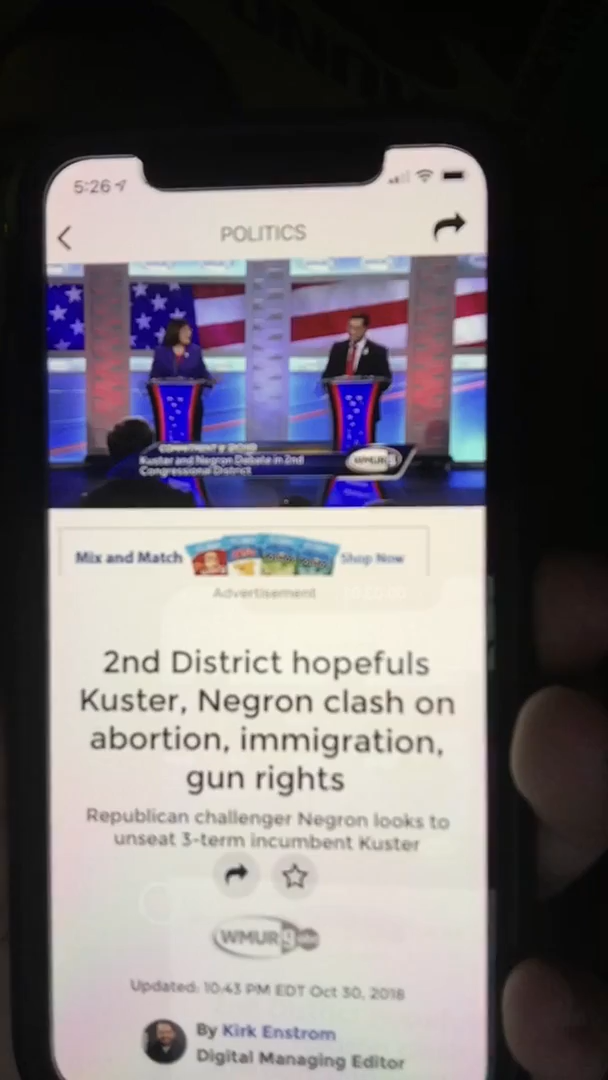 5:26
POLITICS
Kuster and Negron Debate in 2nd
Congressional District
WMUR 9
Mix and Match
Shop Now
Advertisement
2nd District hopefuls
Kuster, Negron clash on
abortion, immigration,
gun rights
Republican challenger Negron looks to
unseat 3-term incumbent Kuster
WMUR 9
Updated: 10:43 PM EDT Oct 30, 2018
By Kirk Enstrom
Digital Managing Editor